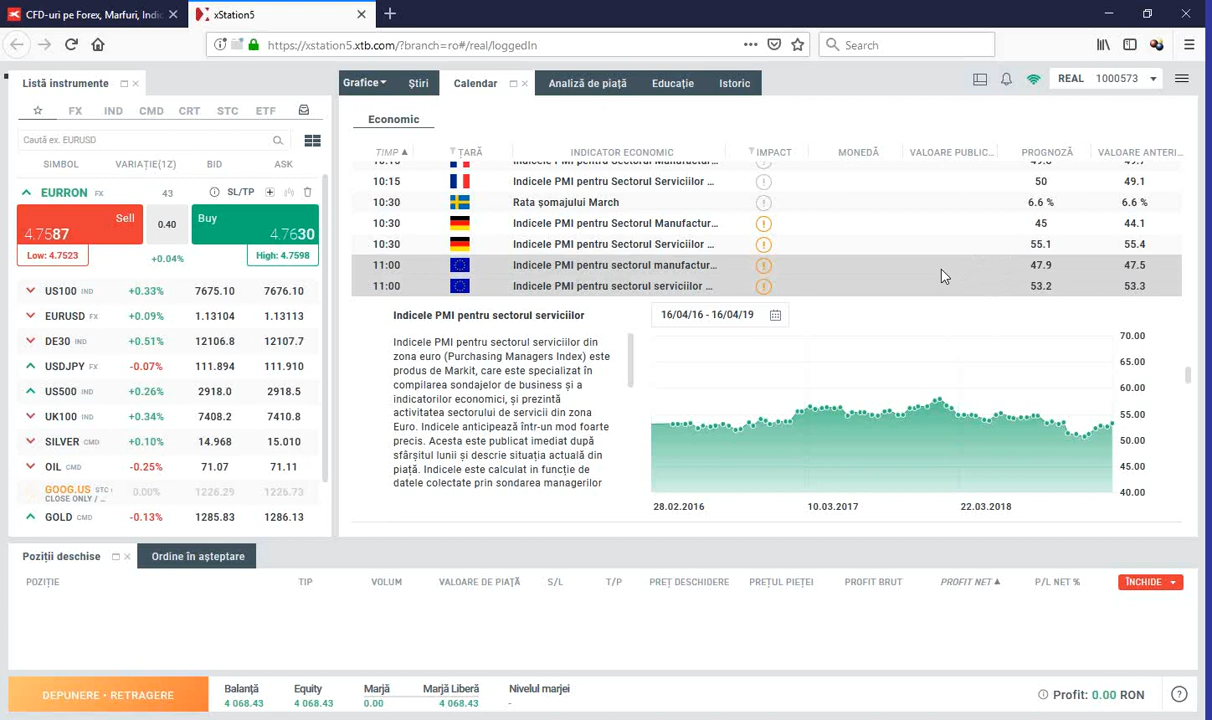 CFD-uri pe Forex, Marfuri, Indic
xStation5
https://xstation5.xtb.com/?branch=ro#/real/loggedIn
Search
Listă instrumente
Grafice
Știri
Calendar
Analiză de piață
Educație
Istoric
REAL 1000573
FX IND CMD CRT STC ETF
Caută ex. EURUSD
SIMBOL VARIAȚIE(1Z) BID ASK
EURRON FX 43 SL/TP
Sell 4.7587
0.40
Buy 4.7630
Low: 4.7523
+0.04%
High: 4.7598
US100 IND +0.33% 7675.10 7676.10
EURUSD FX +0.09% 1.13104 1.13113
DE30 IND +0.51% 12106.8 12107.7
USDJPY FX -0.07% 111.894 111.910
US500 IND +0.26% 2918.0 2918.5
UK100 IND +0.34% 7408.2 7410.8
SILVER CMD +0.10% 14.968 15.010
OIL CMD -0.25% 71.07 71.11
GOOG.US STC 0.00% 1226.29 1226.73
CLOSE ONLY / ...
GOLD CMD -0.13% 1285.83 1286.13
Economic
TIMP ▲ ȚARĂ INDICATOR ECONOMIC IMPACT MONEDĂ VALOARE PUBLIC... PROGNOZĂ VALOARE ANTERI...
10:15 Indicele PMI pentru Sectorul Manufactur... 49.8 49.7
10:15 Indicele PMI pentru Sectorul Serviciilor ... 50 49.1
10:30 Rata șomajului March 6.6 % 6.6 %
10:30 Indicele PMI pentru Sectorul Manufactur... 45 44.1
10:30 Indicele PMI pentru Sectorul Serviciilor ... 55.1 55.4
11:00 Indicele PMI pentru sectorul manufactur... 47.9 47.5
11:00 Indicele PMI pentru sectorul serviciilor ... 53.2 53.3
Indicele PMI pentru sectorul serviciilor
Indicele PMI pentru sectorul serviciilor din
zona euro (Purchasing Managers Index) este
produs de Markit, care este specializat în
compilarea sondajelor de business și a
indicatorilor economici, și prezintă
activitatea sectorului de servicii din zona
Euro. Indicele anticipează într-un mod foarte
precis. Acesta este publicat imediat după
sfârșitul lunii și descrie situația actuală din
piață. Indicele este calculat in funcție de
datele colectate prin sondarea managerilor
16/04/16 - 16/04/19
70.00
65.00
60.00
55.00
50.00
45.00
40.00
28.02.2016 10.03.2017 22.03.2018
Poziții deschise
Ordine în așteptare
POZIȚIE TIP VOLUM VALOARE DE PIAȚĂ S/L T/P PREȚ DESCHIDERE PREȚUL PIEȚEI PROFIT BRUT PROFIT NET ▲ P/L NET %
ÎNCHIDE
DEPUNERE • RETRAGERE
Balanță Equity Marjă Marjă Liberă Nivelul marjei
4 068.43 4 068.43 0.00 4 068.43 -
Profit: 0.00 RON